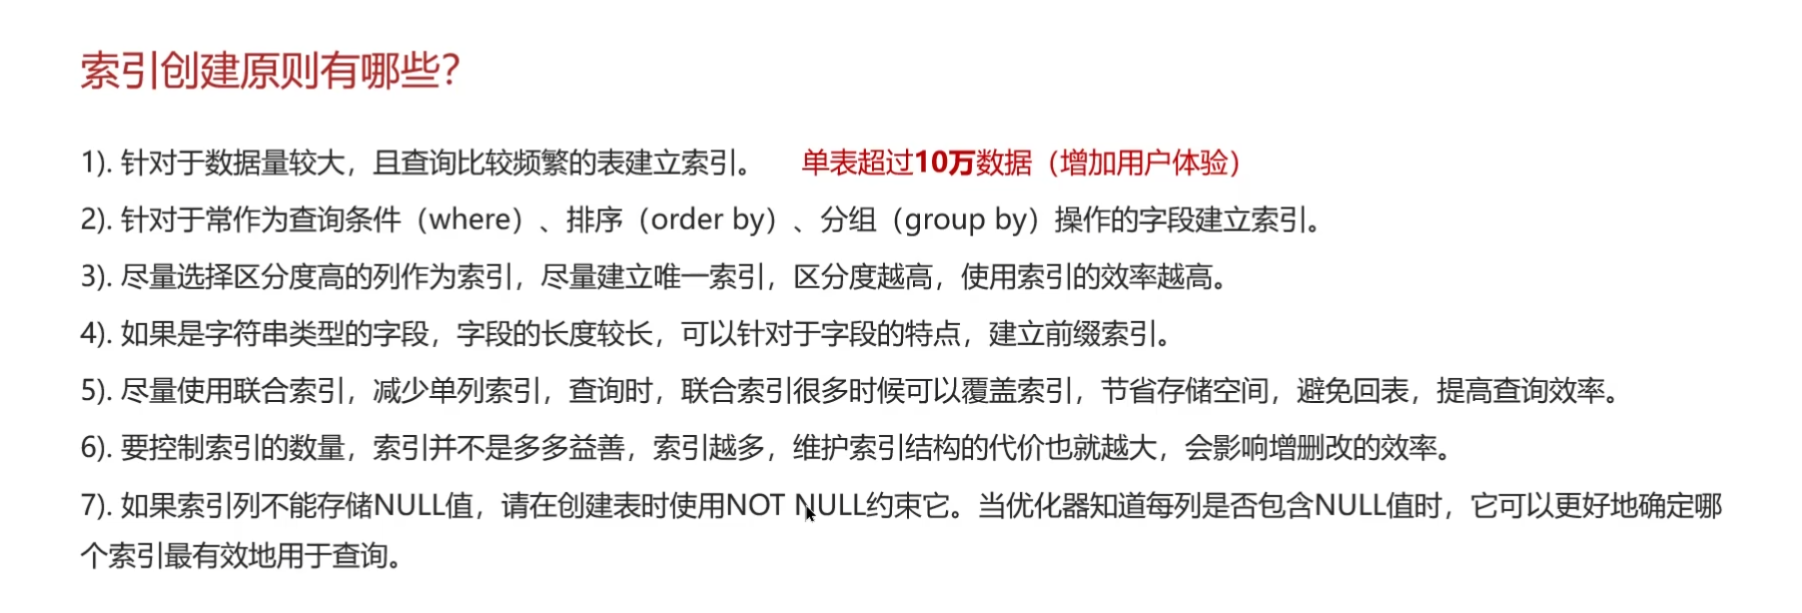 索引创建原则有哪些？
1). 针对于数据量较大，且查询比较频繁的表建立索引。 单表超过10万数据（增加用户体验）
2). 针对于常作为查询条件（where）、排序（order by）、分组（group by）操作的字段建立索引。
3). 尽量选择区分度高的列作为索引，尽量建立唯一索引，区分度越高，使用索引的效率越高。
4). 如果是字符串类型的字段，字段的长度较长，可以针对于字段的特点，建立前缀索引。
5). 尽量使用联合索引，减少单列索引，查询时，联合索引很多时候可以覆盖索引，节省存储空间，避免回表，提高查询效率。
6). 要控制索引的数量，索引并不是多多益善，索引越多，维护索引结构的代价也就越大，会影响增删改的效率。
7). 如果索引列不能存储NULL值，请在创建表时使用NOT NULL约束它。当优化器知道每列是否包含NULL值时，它可以更好地确定哪
个索引最有效地用于查询。